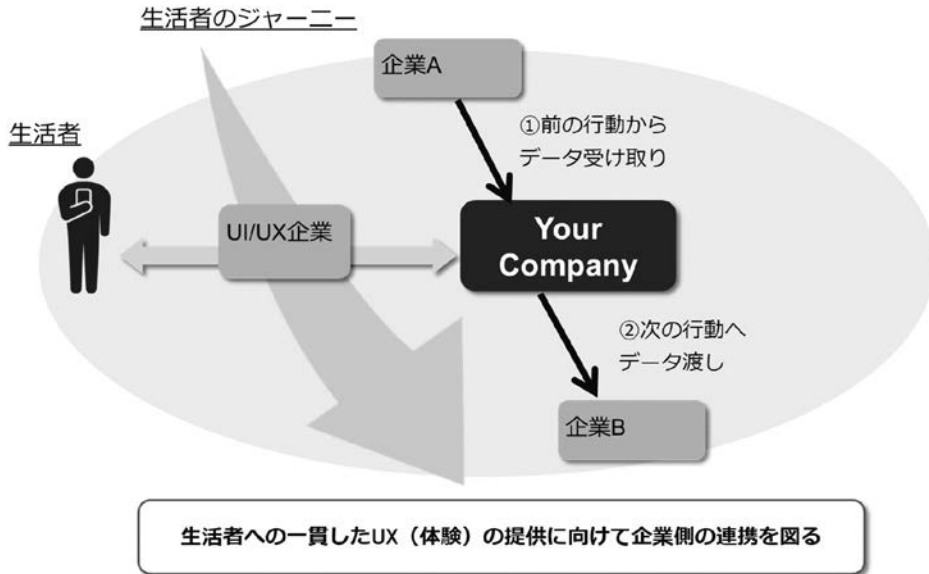 生活者のジャーニー
企業A
①前の行動から
データ受け取り
生活者
UI/UX企業
Your
Company
②次の行動へ
データ渡し
企業B
生活者への一貫したUX（体験）の提供に向けて企業側の連携を図る